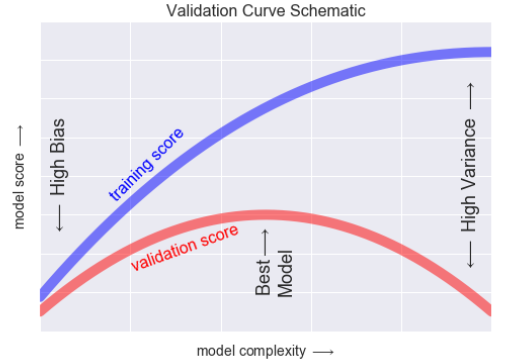 Validation Curve Schematic
model score ⟶
⟵ High Bias
training score
validation score
Best ⟶
Model
⟵ High Variance ⟶
model complexity ⟶